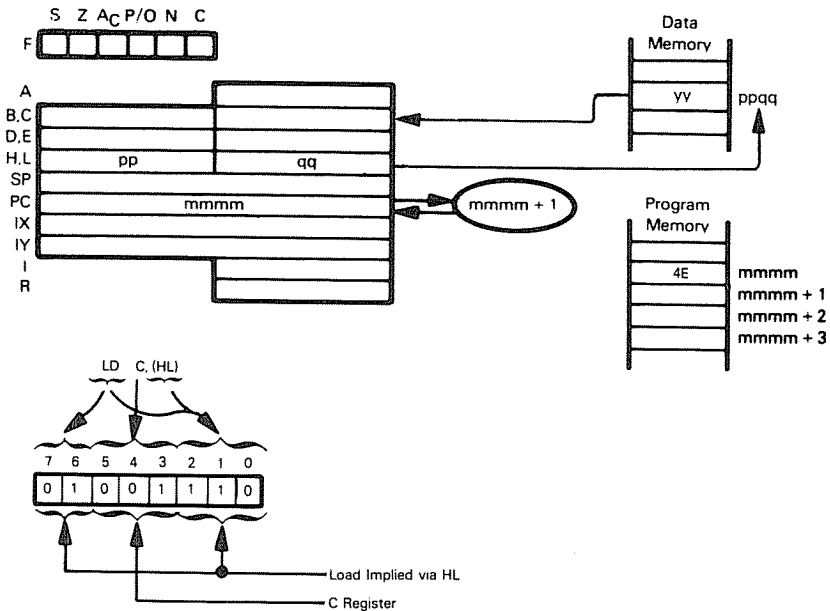 S Z AC P/O N C
F
Data
Memory
A
B,C
D,E
H,L
SP
PC
IX
IY
I
R
pp
qq
mmmm
yy
ppqq
mmmm + 1
Program
Memory
4E
mmmm
mmmm + 1
mmmm + 2
mmmm + 3
LD C, (HL)
7 6 5 4 3 2 1 0
0 1 0 0 1 1 1 0
Load Implied via HL
C Register